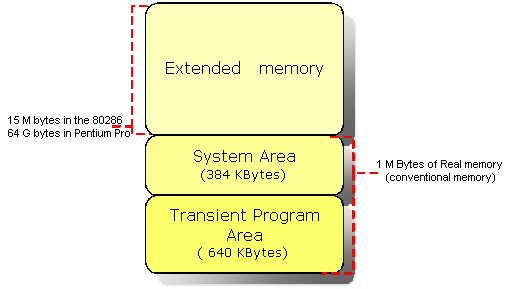 Extended memory
15 M bytes in the 80286
64 G bytes in Pentium Pro
System Area
(384 KBytes)
1 M Bytes of Real memory
(conventional memory)
Transient Program
Area
( 640 KBytes)